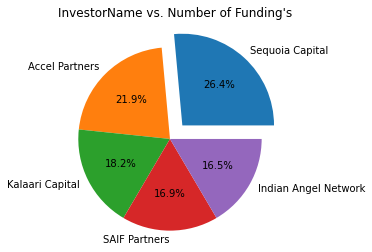 InvestorName vs. Number of Funding's
Sequoia Capital
26.4%
Accel Partners
21.9%
Kalaari Capital
18.2%
SAIF Partners
16.9%
Indian Angel Network
16.5%